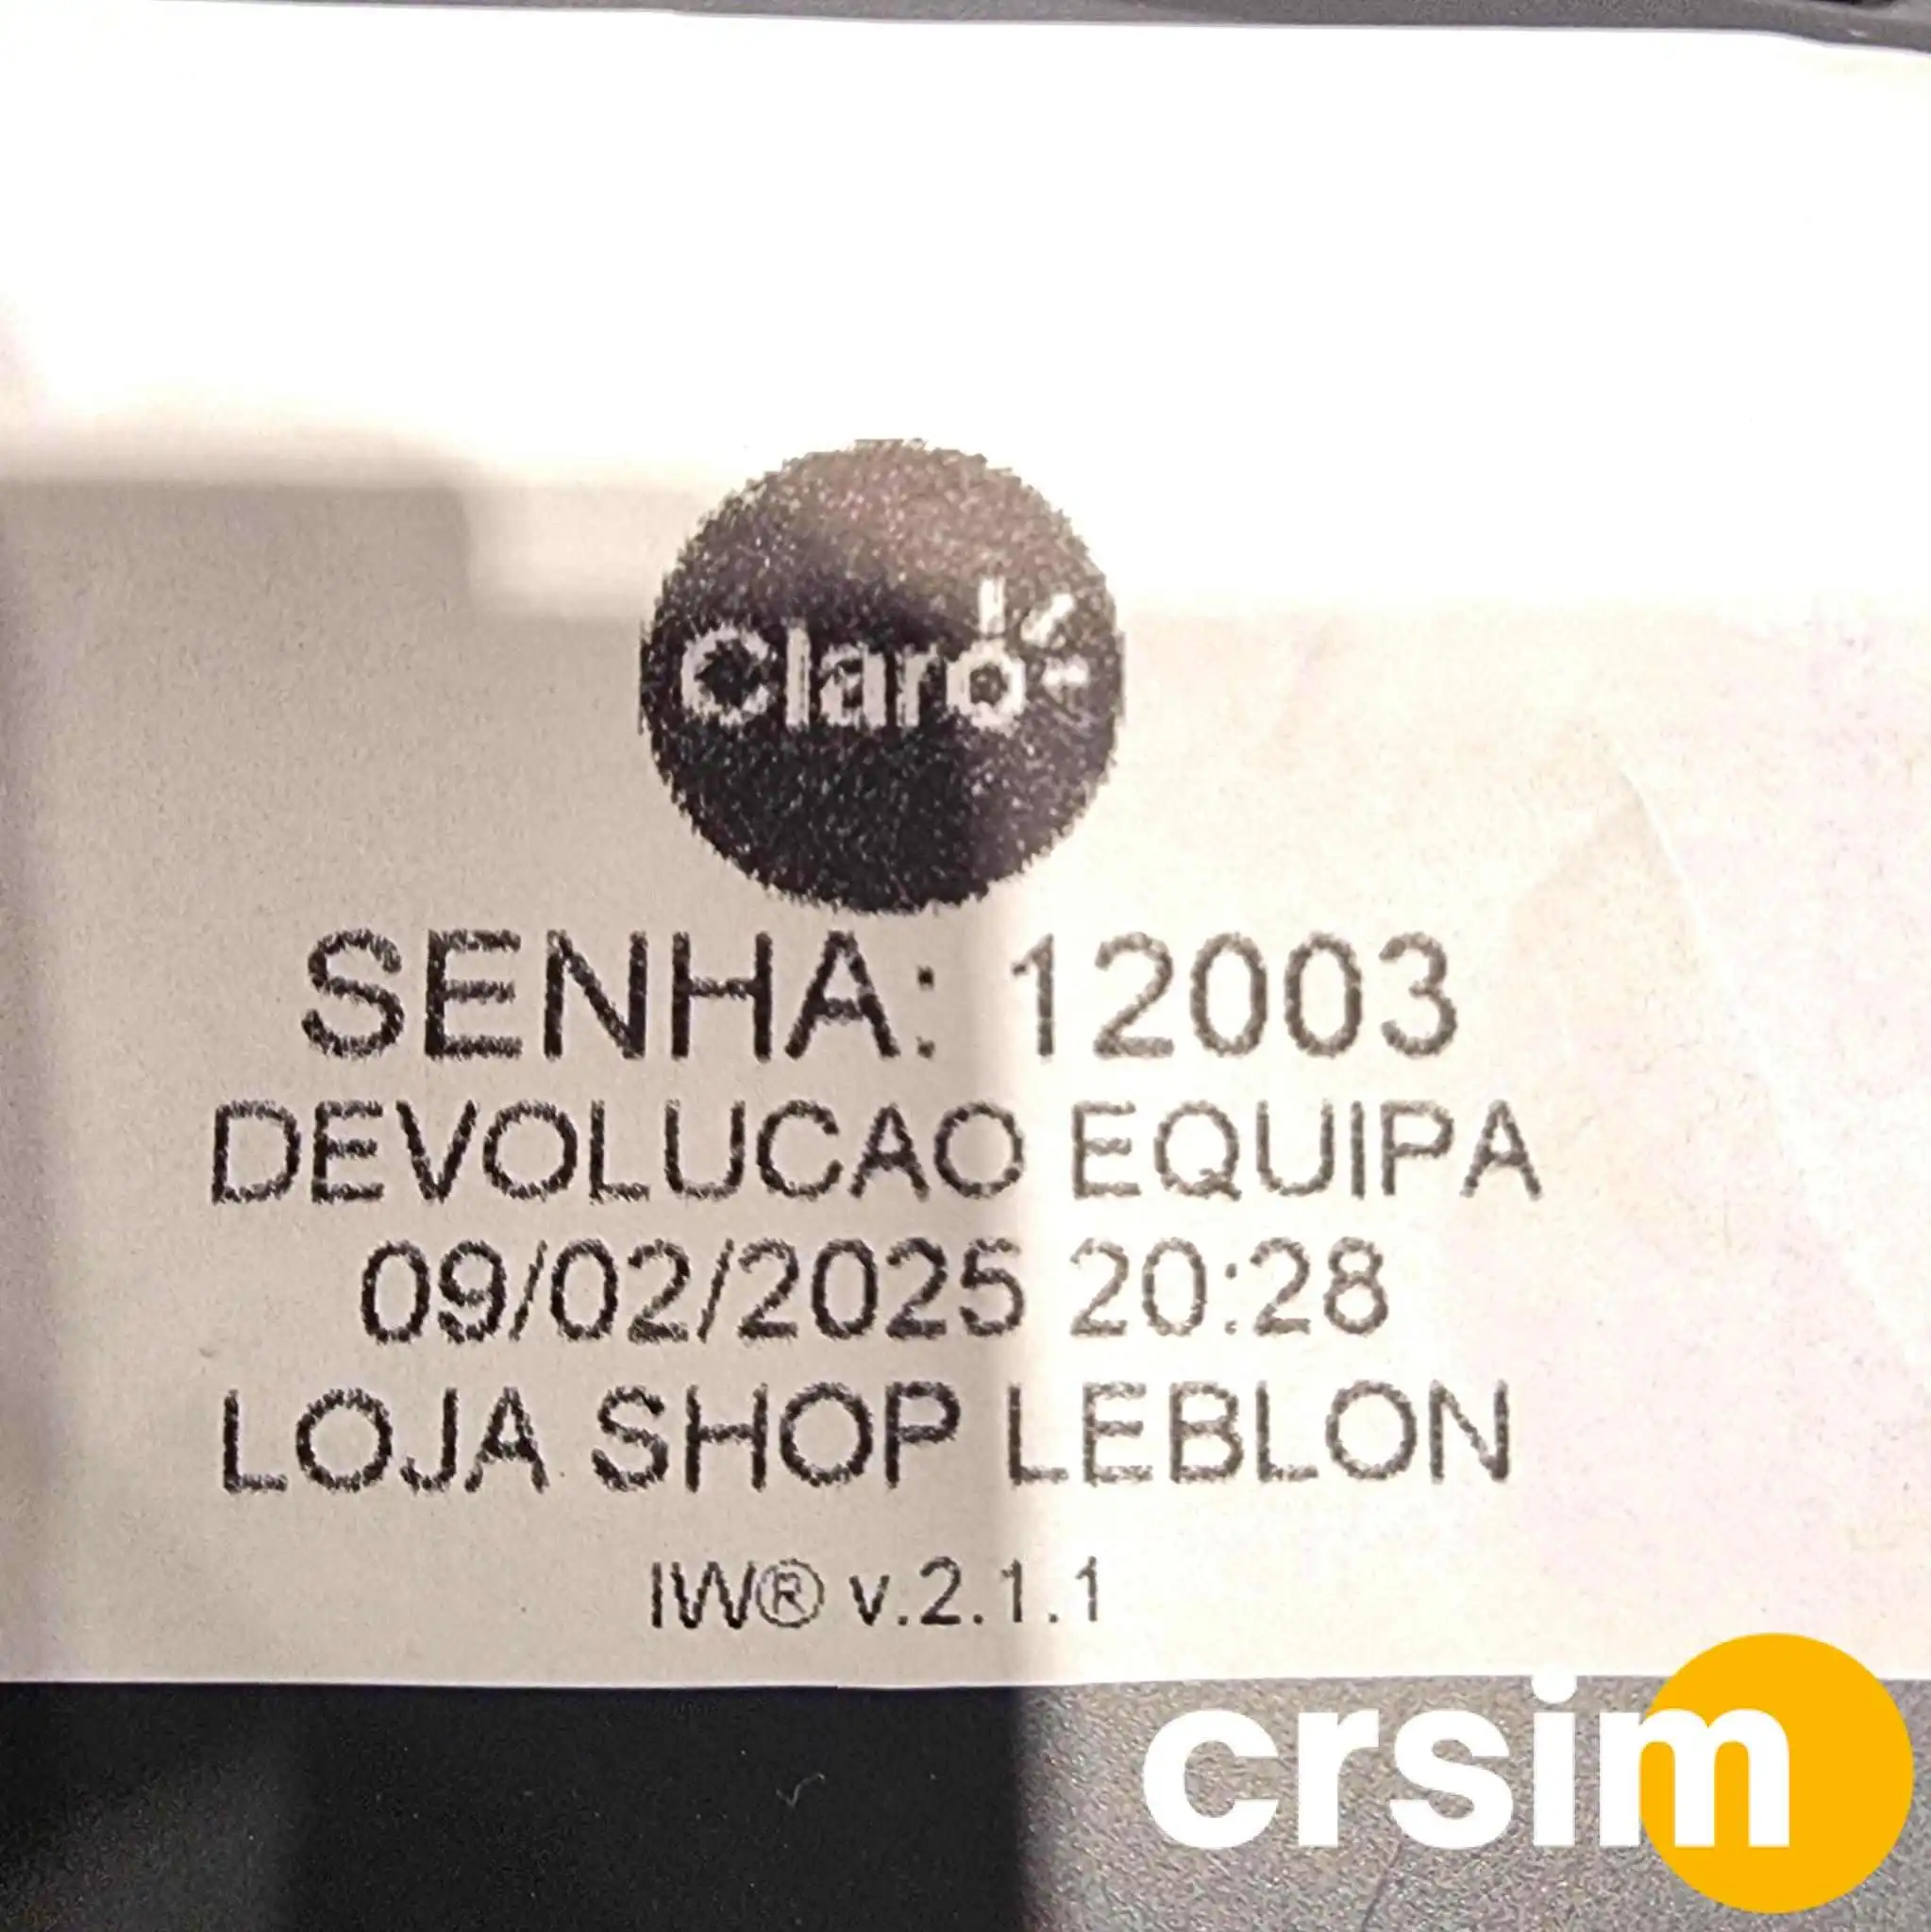 Claro
SENHA: 12003
DEVOLUCAO EQUIPA
09/02/2025 20:28
LOJA SHOP LEBLON
IW® v.2.1.1
crsim